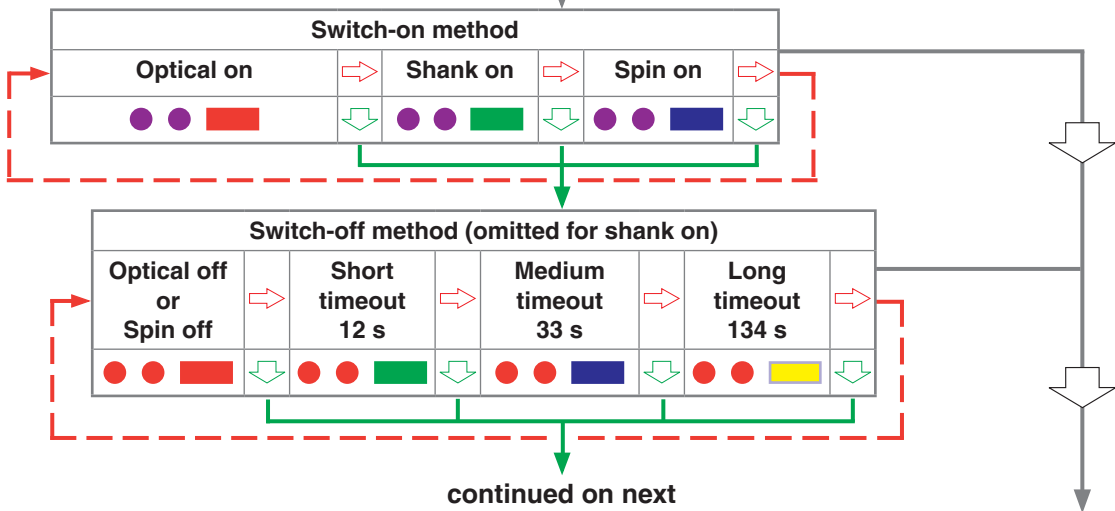 Switch-on method
Optical on
Shank on
Spin on
Switch-off method (omitted for shank on)
Optical off
or
Spin off
Short
timeout
12 s
Medium
timeout
33 s
Long
timeout
134 s
continued on next